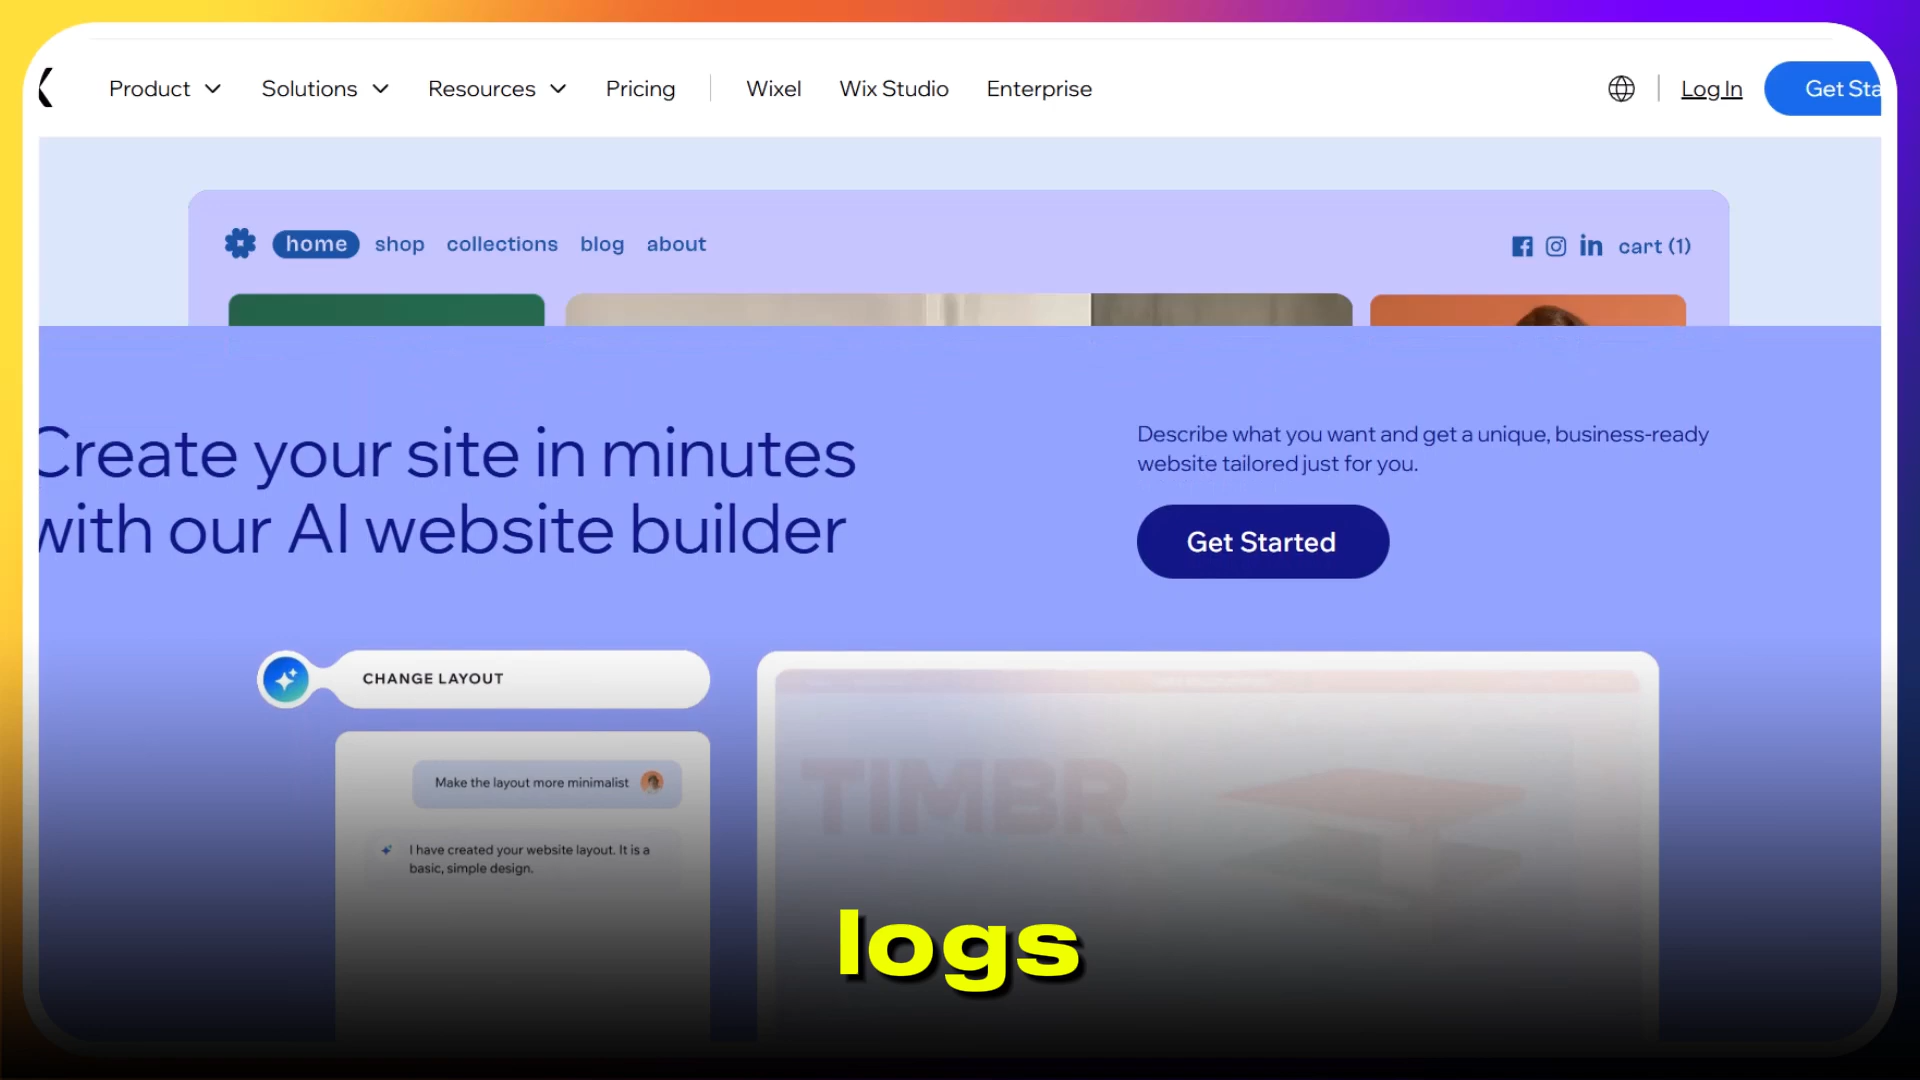 Product Solutions Resources Pricing Wixel Wix Studio Enterprise Log In Get Sta
home shop collections blog about cart (1)
Create your site in minutes
with our AI website builder
Describe what you want and get a unique, business-ready
website tailored just for you.
Get Started
CHANGE LAYOUT
Make the layout more minimalist
I have created your website layout. It is a
basic, simple design.
TIMBR
logs